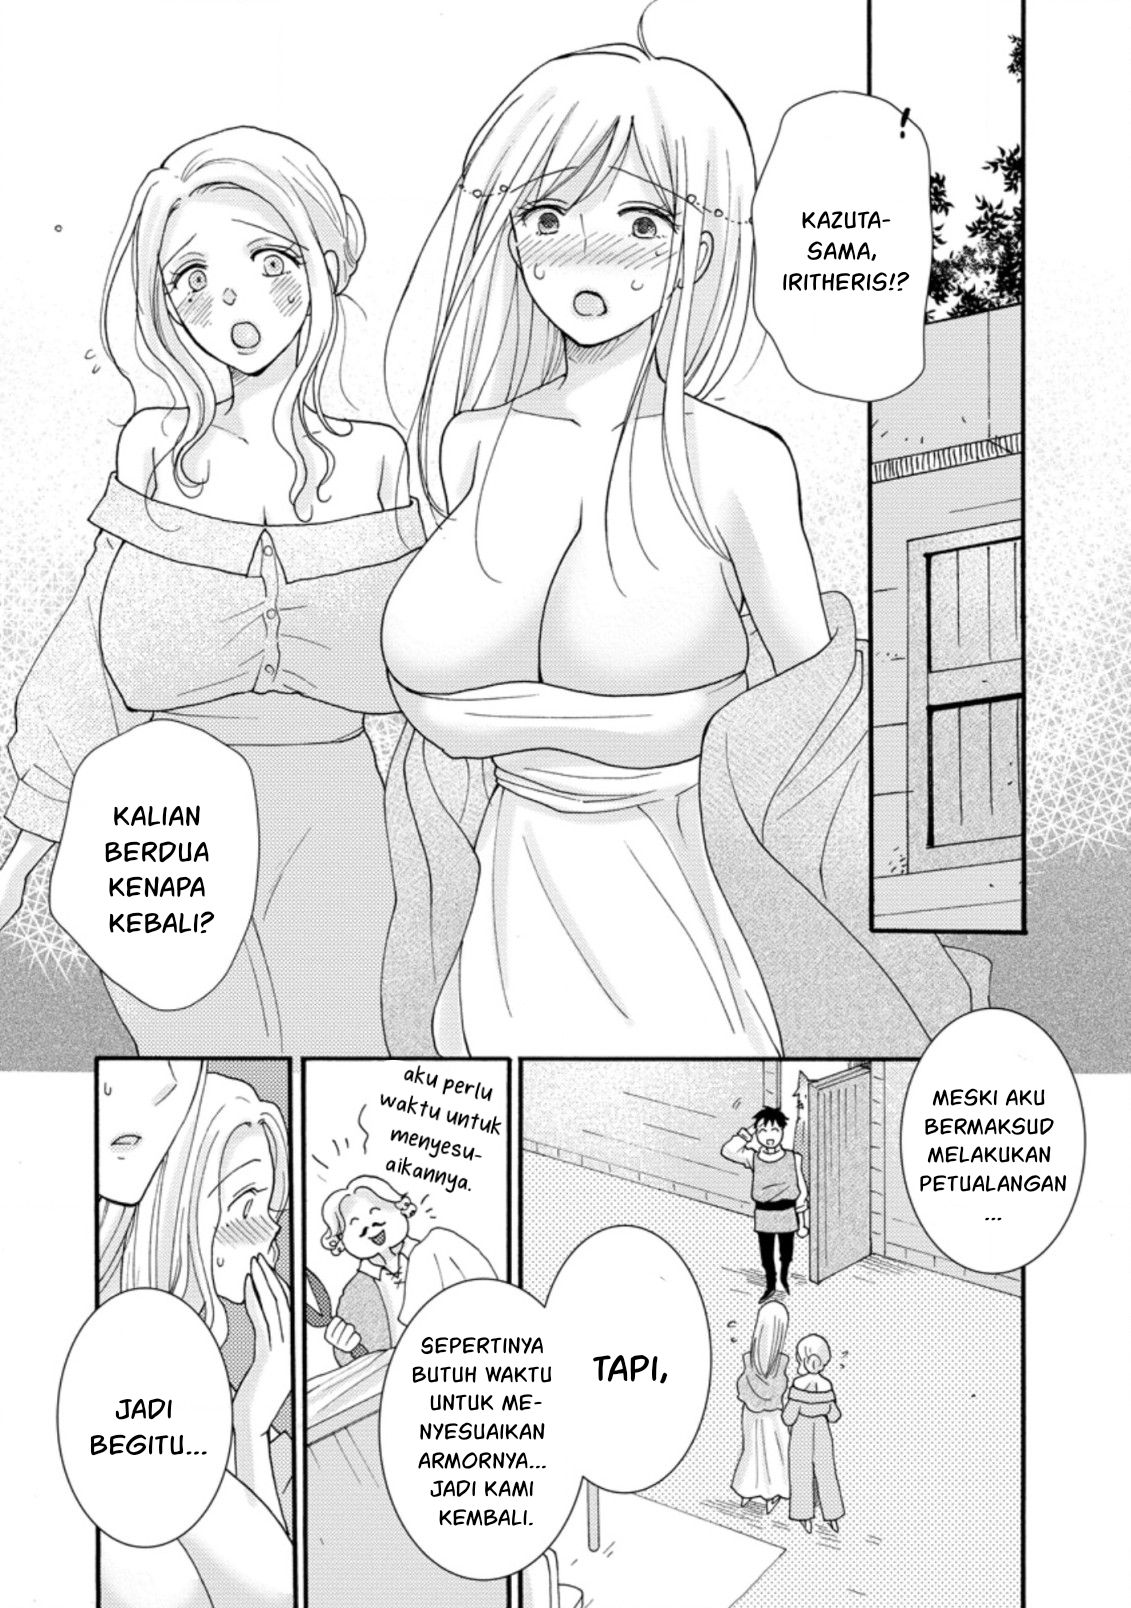 !
KAZUTA-
SAMA,
IRITHERIS!?
KALIAN
BERDUA
KENAPA
KEBALI?
MESKI AKU
BERMAKSUD
MELAKUKAN
PETUALANGAN
...
TAPI,
SEPERTINYA
BUTUH WAKTU
UNTUK ME-
NYESUAIKAN
ARMORNYA...
JADI KAMI
KEMBALI.
aku perlu
waktu untuk
menyesu-
aikannya.
JADI
BEGITU...